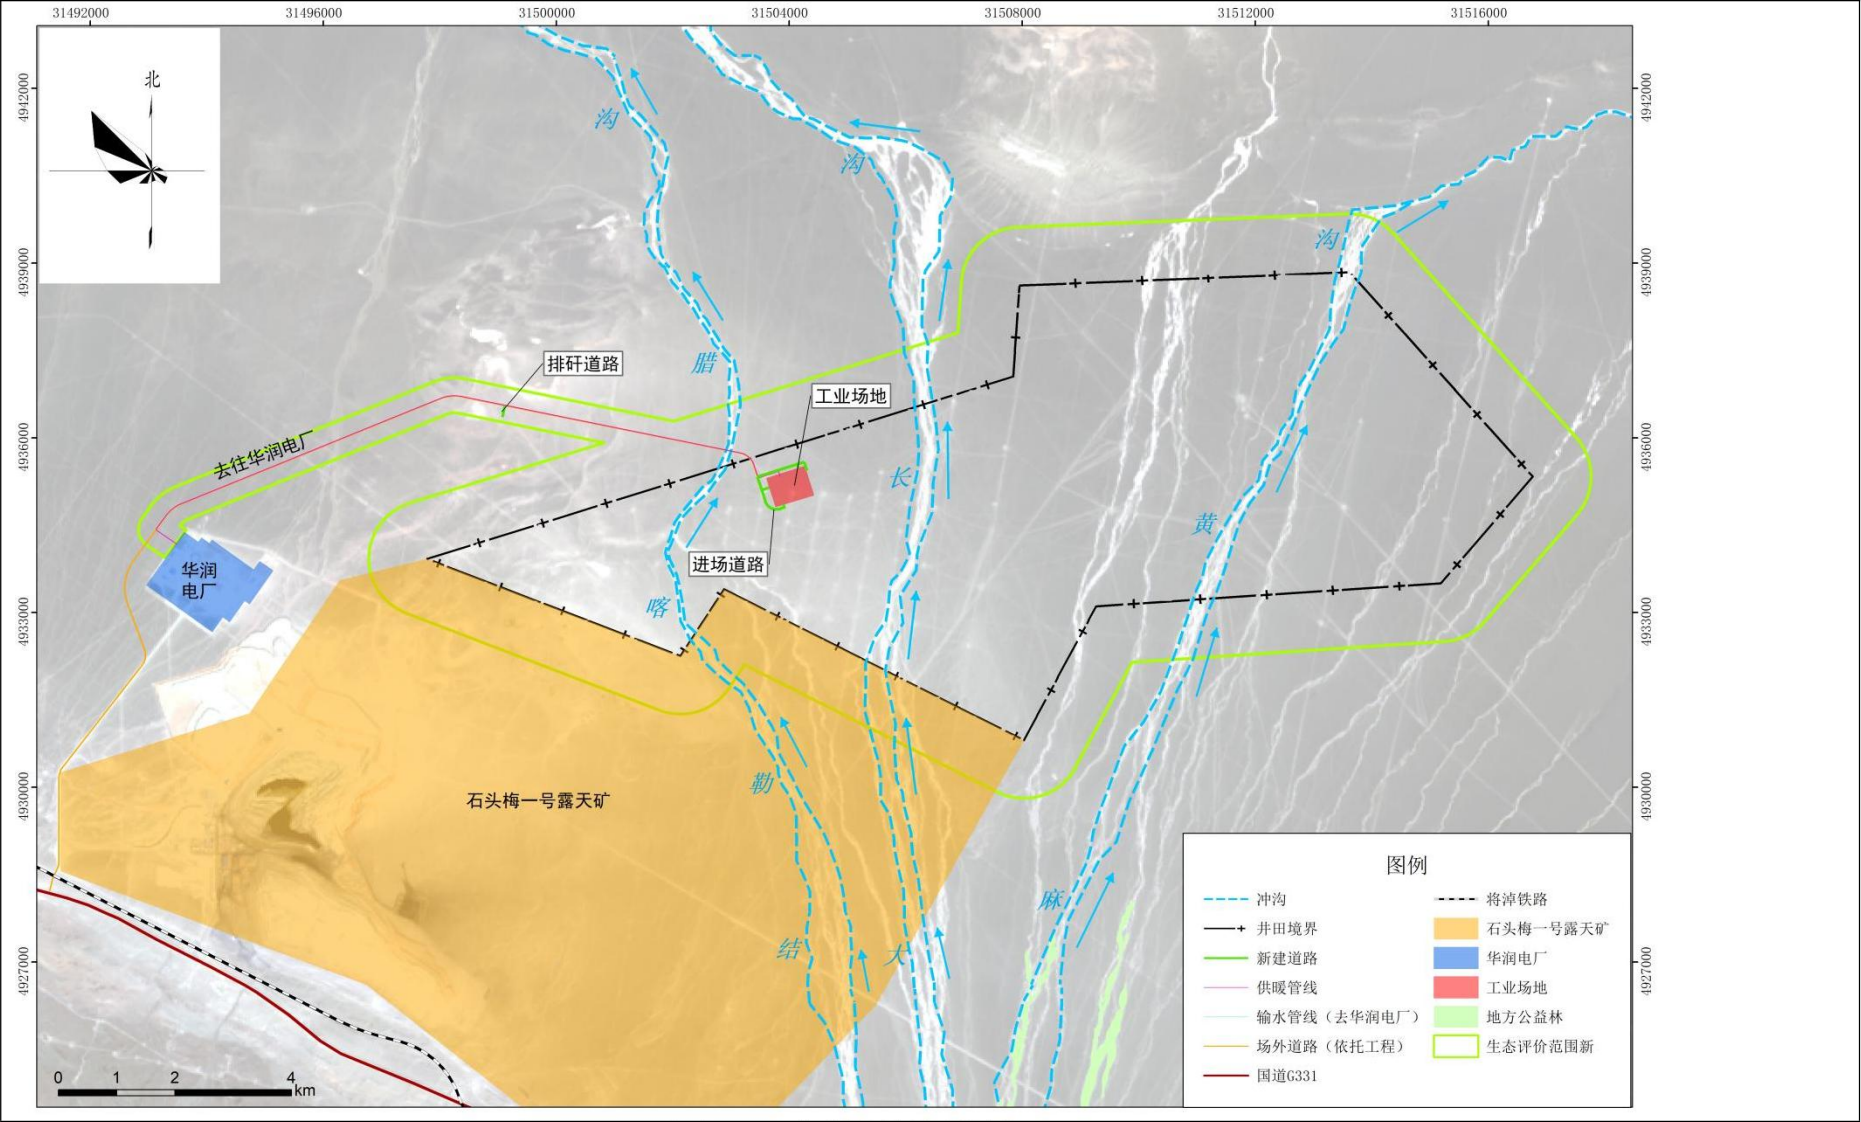 31492000
31496000
31500000
31504000
31508000
31512000
31516000
4942000
4939000
4936000
4933000
4930000
4927000
4942000
4939000
4936000
4933000
4930000
4927000
北
沟
沟
沟
腊
排矸道路
工业场地
去往华润电厂
长
黄
进场道路
华润
电厂
喀
勒
石头梅一号露天矿
麻
结
大
0 1 2 4
km
图例
冲沟
井田境界
新建道路
供暖管线
输水管线（去华润电厂）
场外道路（依托工程）
国道G331
将淖铁路
石头梅一号露天矿
华润电厂
工业场地
地方公益林
生态评价范围新